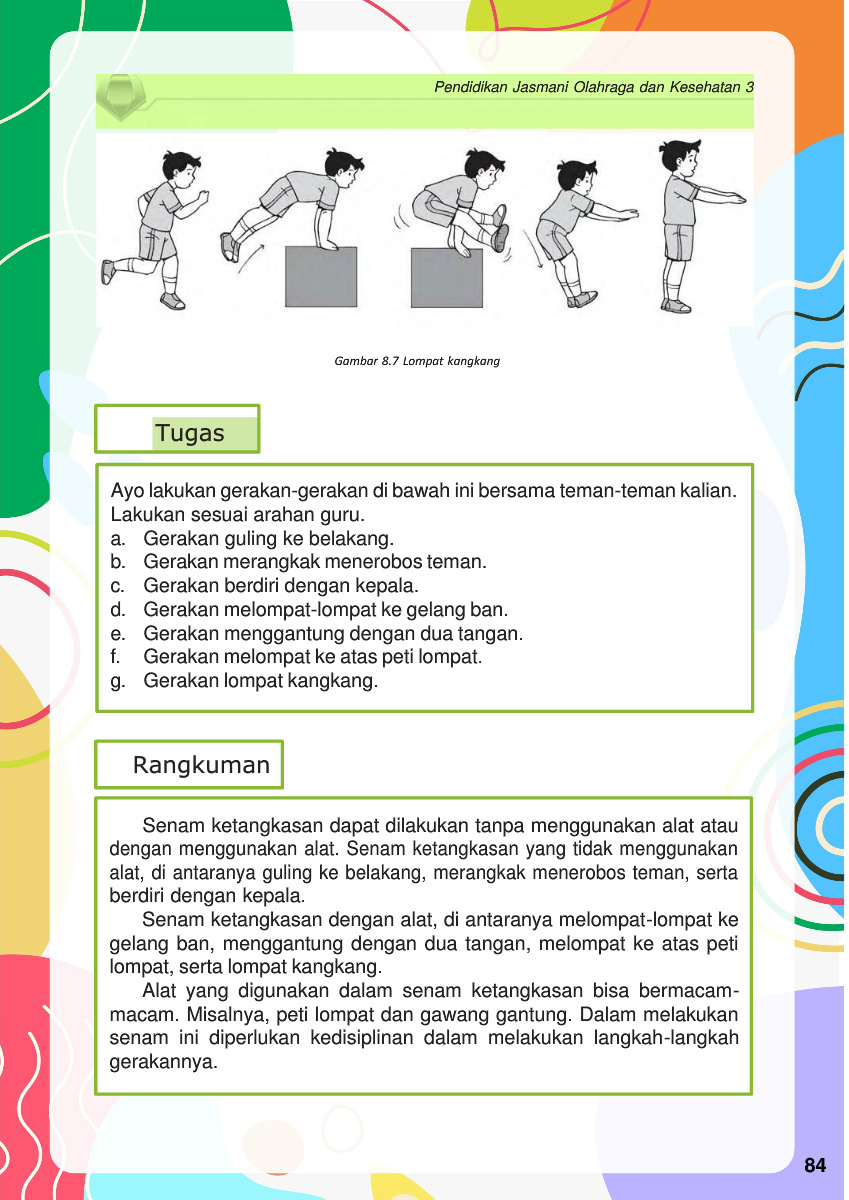 Pendidikan Jasmani Olahraga dan Kesehatan 3
Gambar 8.7 Lompat kangkang
Tugas
Ayo lakukan gerakan-gerakan di bawah ini bersama teman-teman kalian.
Lakukan sesuai arahan guru.
a. Gerakan guling ke belakang.
b. Gerakan merangkak menerobos teman.
c. Gerakan berdiri dengan kepala.
d. Gerakan melompat-lompat ke gelang ban.
e. Gerakan menggantung dengan dua tangan.
f. Gerakan melompat ke atas peti lompat.
g. Gerakan lompat kangkang.
Rangkuman
Senam ketangkasan dapat dilakukan tanpa menggunakan alat atau
dengan menggunakan alat. Senam ketangkasan yang tidak menggunakan
alat, di antaranya guling ke belakang, merangkak menerobos teman, serta
berdiri dengan kepala.
Senam ketangkasan dengan alat, di antaranya melompat-lompat ke
gelang ban, menggantung dengan dua tangan, melompat ke atas peti
lompat, serta lompat kangkang.
Alat yang digunakan dalam senam ketangkasan bisa bermacam-
macam. Misalnya, peti lompat dan gawang gantung. Dalam melakukan
senam ini diperlukan kedisiplinan dalam melakukan langkah-langkah
gerakannya.
84